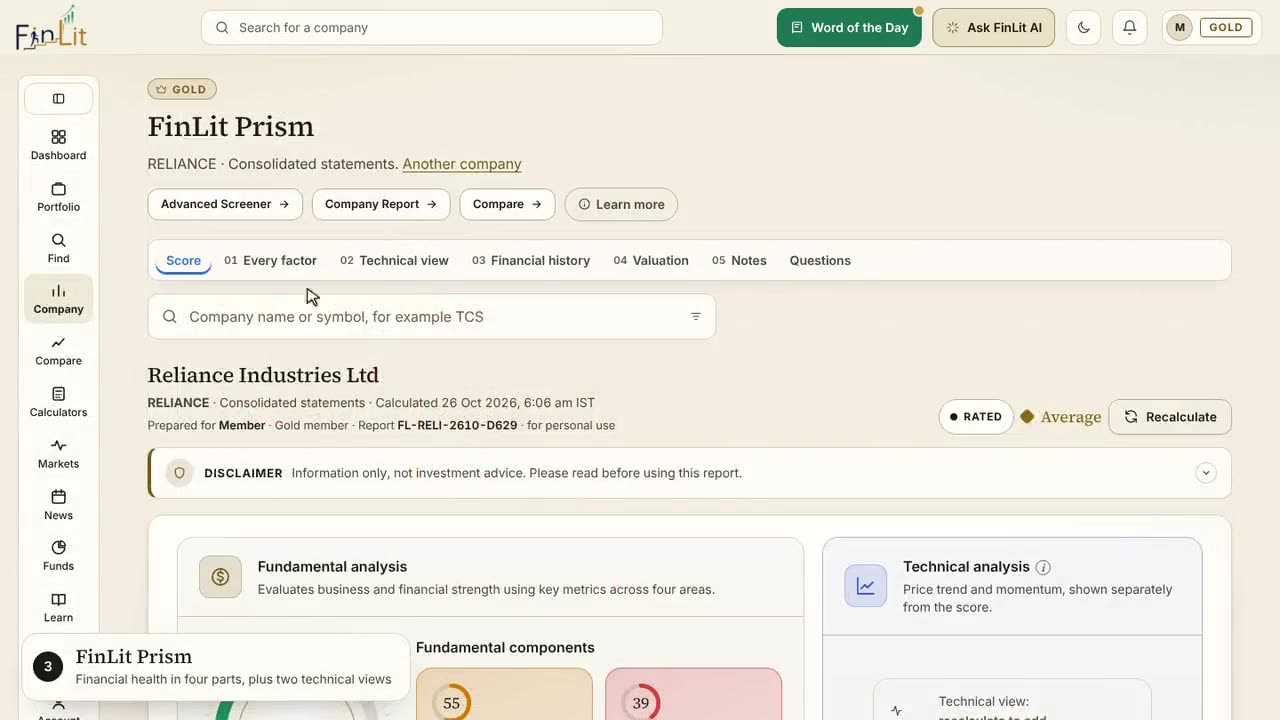 FinLit
Search for a company
Word of the Day
Ask FinLit AI
M
GOLD
Dashboard
Portfolio
Find
Company
Compare
Calculators
Markets
News
Funds
Learn
GOLD
FinLit Prism
RELIANCE · Consolidated statements. Another company
Advanced Screener →
Company Report →
Compare →
Learn more
Score
01 Every factor
02 Technical view
03 Financial history
04 Valuation
05 Notes
Questions
Company name or symbol, for example TCS
Reliance Industries Ltd
RELIANCE · Consolidated statements · Calculated 26 Oct 2026, 6:06 am IST
Prepared for Member · Gold member · Report FL-RELI-2610-D629 · for personal use
RATED
Average
Recalculate
DISCLAIMER Information only, not investment advice. Please read before using this report.
Fundamental analysis
Evaluates business and financial strength using key metrics across four areas.
Fundamental components
55
39
Technical analysis
Price trend and momentum, shown separately
from the score.
Technical view:
3
FinLit Prism
Financial health in four parts, plus two technical views